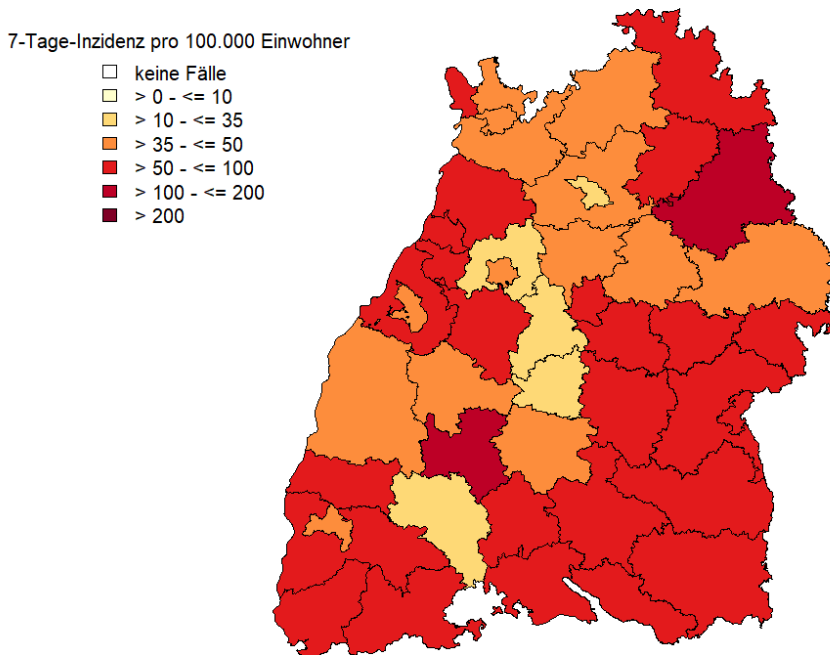 7-Tage-Inzidenz pro 100.000 Einwohner
keine Fälle
> 0 - <= 10
> 10 - <= 35
> 35 - <= 50
> 50 - <= 100
> 100 - <= 200
> 200